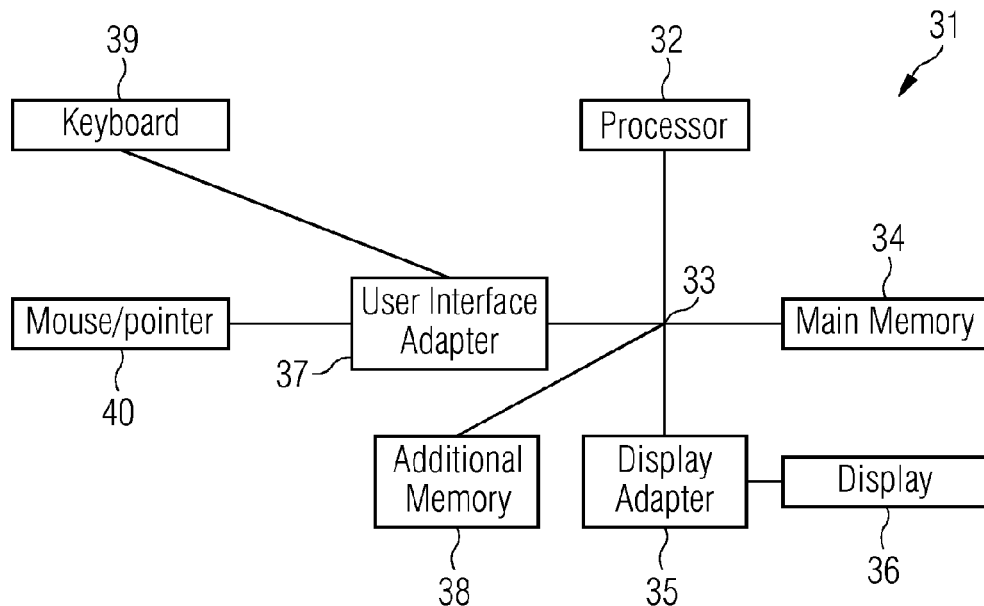 31
39
32
Keyboard
Processor
34
33
Mouse/pointer
User Interface
Adapter
Main Memory
37
40
Additional
Memory
Display
Adapter
Display
38
35
36